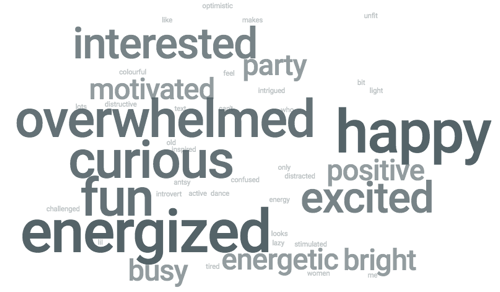 optimistic
like makes unfit
interested
party
colourful feel
motivated intrigued bit light
lots distructive text
overwhelmed who
happy
old
inspired
curious only
positive
distracted
antsy confused
fun introvert active dance energy
excited
challenged
energized looks
lazy stimulated
ill
energetic bright
busy tired women me